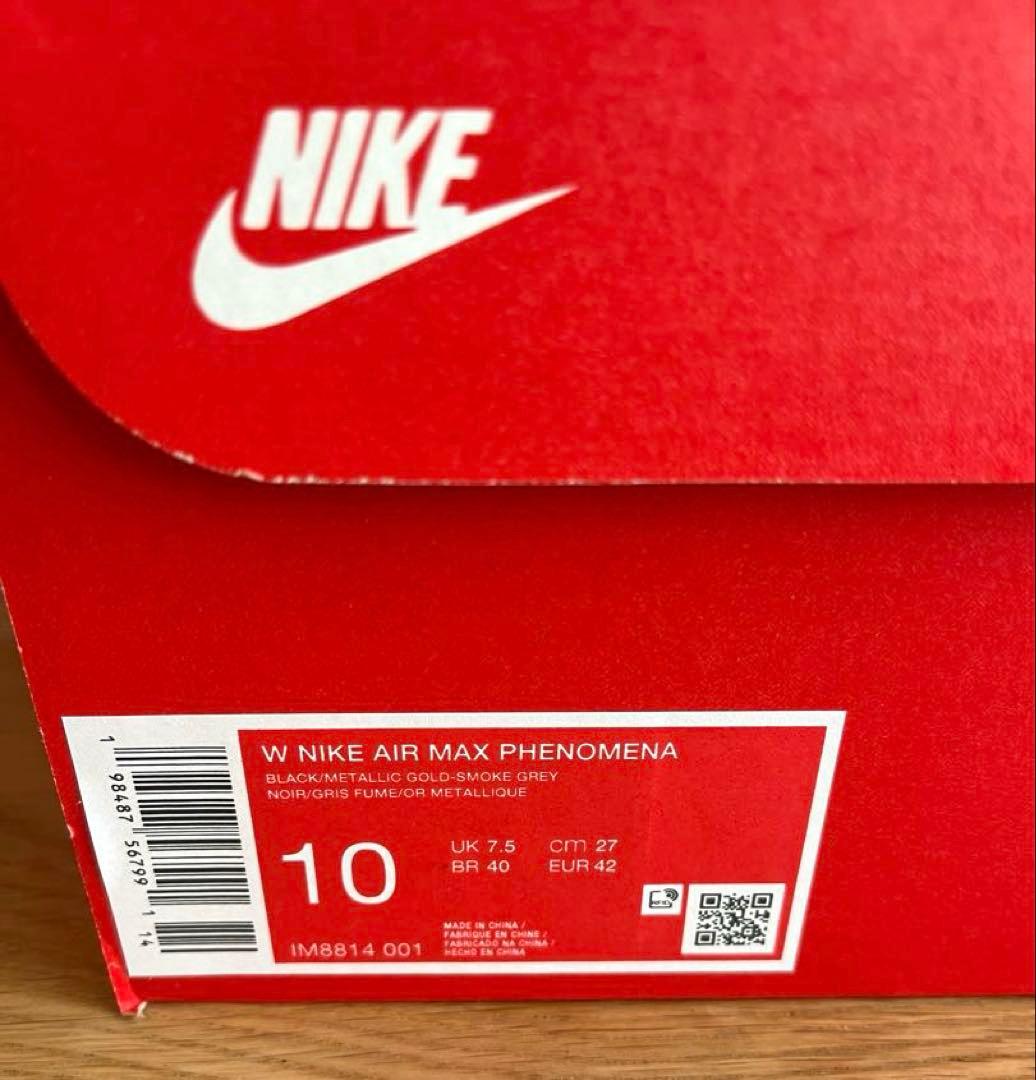 NIKE
W NIKE AIR MAX PHENOMENA
BLACK/METALLIC GOLD-SMOKE GREY
NOIR/GRIS FUME/OR METALLIQUE
10
UK 7.5 cm 27
BR 40 EUR 42
IM8814 001
MADE IN CHINA /
FABRIQUE EN CHINE /
FABRICADO NA CHINA /
HECHO EN CHINA
RFID
1 98487 56799 1 14